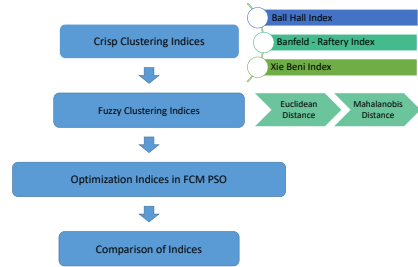 Ball Hall Index
Crisp Clustering Indices
Banfeld - Raftery Index
Xie Beni Index
Fuzzy Clustering Indices
Euclidean
Distance
Mahalanobis
Distance
Optimization Indices in FCM PSO
Comparison of Indices